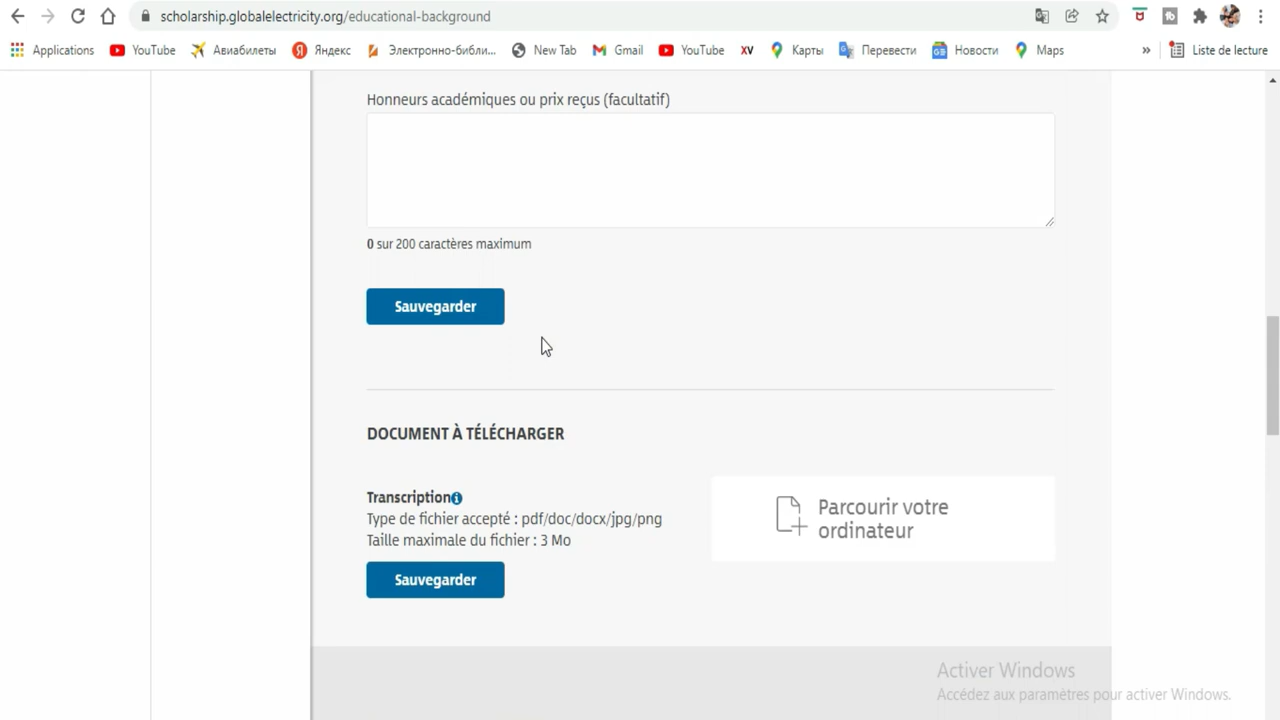 scholarship.globalelectricity.org/educational-background
Applications YouTube Авиабилеты Яндекс Электронно-библи... New Tab Gmail YouTube XV Карты Перевести Новости Maps » Liste de lecture
Honneurs académiques ou prix reçus (facultatif)
0 sur 200 caractères maximum
Sauvegarder
DOCUMENT À TÉLÉCHARGER
Transcription
Type de fichier accepté : pdf/doc/docx/jpg/png
Taille maximale du fichier : 3 Mo
Parcourir votre
ordinateur
Sauvegarder
Activer Windows
Accédez aux paramètres pour activer Windows.